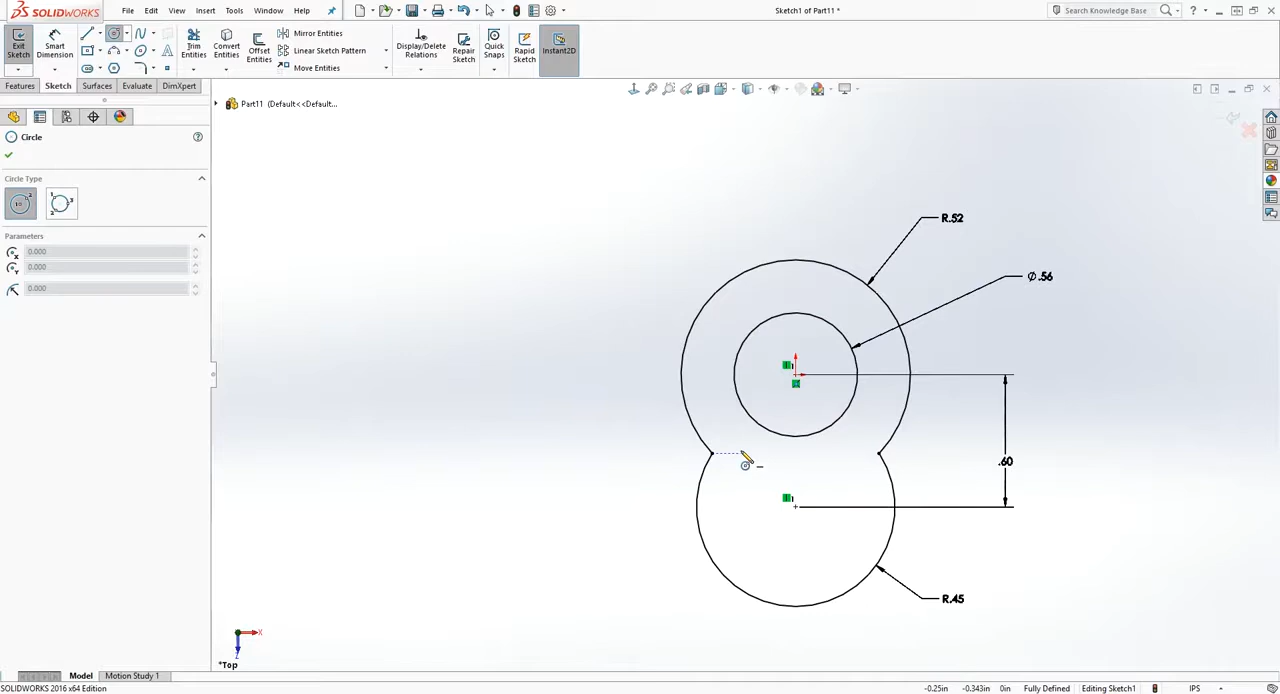 SOLIDWORKS File Edit View Insert Tools Window Help Sketch1 of Part11 * Search Knowledge Base ?
Exit Sketch Smart Dimension Trim Entities Convert Entities Offset Entities Mirror Entities Linear Sketch Pattern Move Entities Display/Delete Relations Repair Sketch Quick Snaps Rapid Sketch Instant2D
Features Sketch Surfaces Evaluate DimXpert
Part11 (Default<<Default...
Circle ?
Circle Type
Parameters
0.000
0.000
0.000
R.52
Ø.56
.60
R.45
X
*Top
Model Motion Study 1
SOLIDWORKS 2016 x64 Edition -0.25in -0.343in 0in Fully Defined Editing Sketch1 IPS